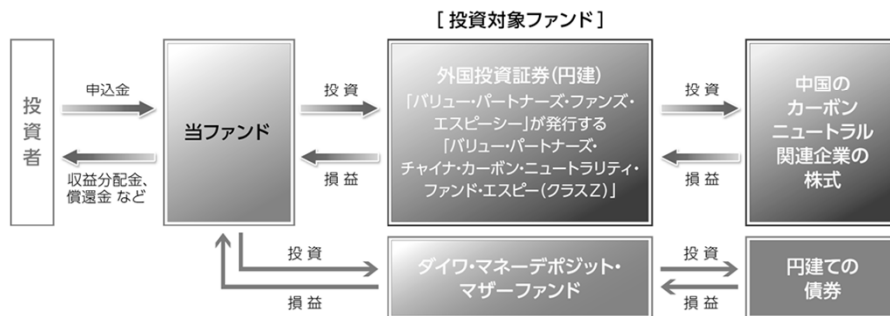 [ 投資対象ファンド ]
投資者
申込金
収益分配金、
償還金 など
当ファンド
投 資
損 益
外国投資証券(円建)
「バリュー・パートナーズ・ファンズ・
エスピーシー」が発行する
「バリュー・パートナーズ・
チャイナ・カーボン・ニュートラリティ・
ファンド・エスピー(クラスZ)」
投 資
損 益
中国の
カーボン
ニュートラル
関連企業の
株式
投 資
損 益
ダイワ・マネーデポジット・
マザーファンド
投 資
損 益
円建ての
債券